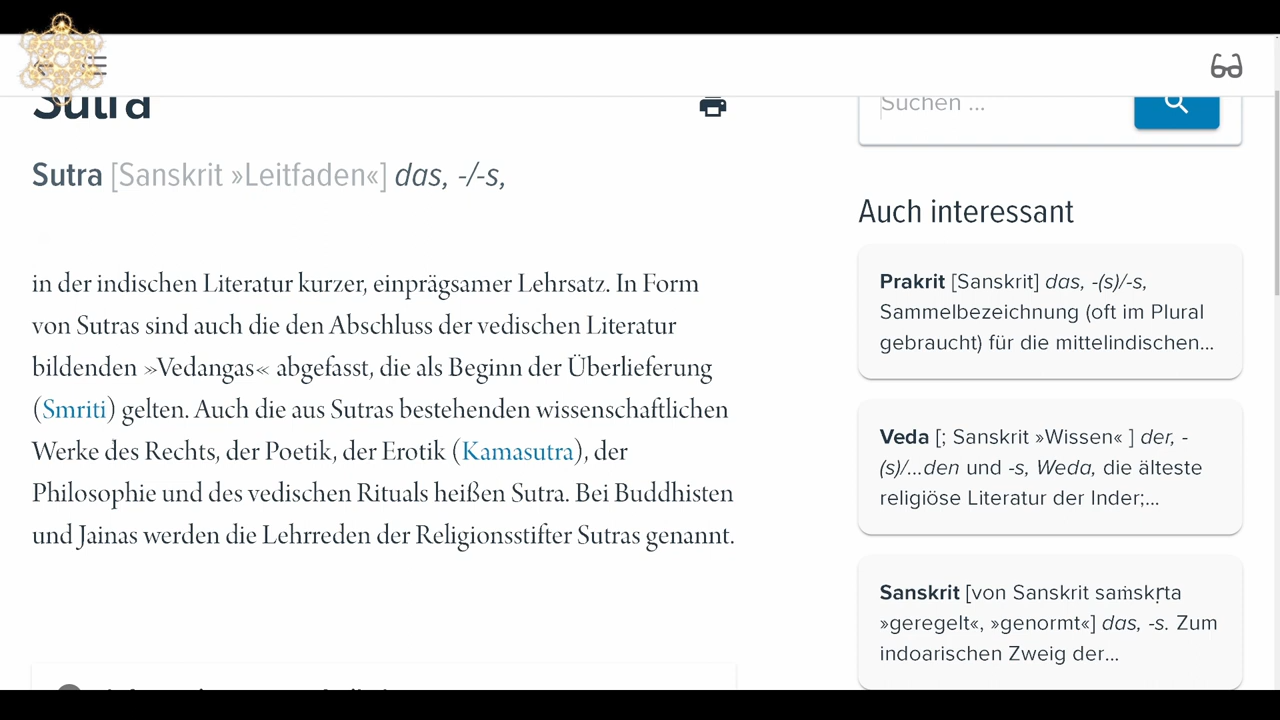 Sutra
Sutra [Sanskrit »Leitfaden«] das, -/-s,
in der indischen Literatur kurzer, einprägsamer Lehrsatz. In Form
von Sutras sind auch die den Abschluss der vedischen Literatur
bildenden »Vedangas« abgefasst, die als Beginn der Überlieferung
(Smriti) gelten. Auch die aus Sutras bestehenden wissenschaftlichen
Werke des Rechts, der Poetik, der Erotik (Kamasutra), der
Philosophie und des vedischen Rituals heißen Sutra. Bei Buddhisten
und Jainas werden die Lehrreden der Religionsstifter Sutras genannt.
Suchen ...
Auch interessant
Prakrit [Sanskrit] das, -(s)/-s,
Sammelbezeichnung (oft im Plural
gebraucht) für die mittelindischen...
Veda [; Sanskrit »Wissen« ] der, -
(s)/...den und -s, Weda, die älteste
religiöse Literatur der Inder;...
Sanskrit [von Sanskrit saṁskṛta
»geregelt«, »genormt«] das, -s. Zum
indoarischen Zweig der...